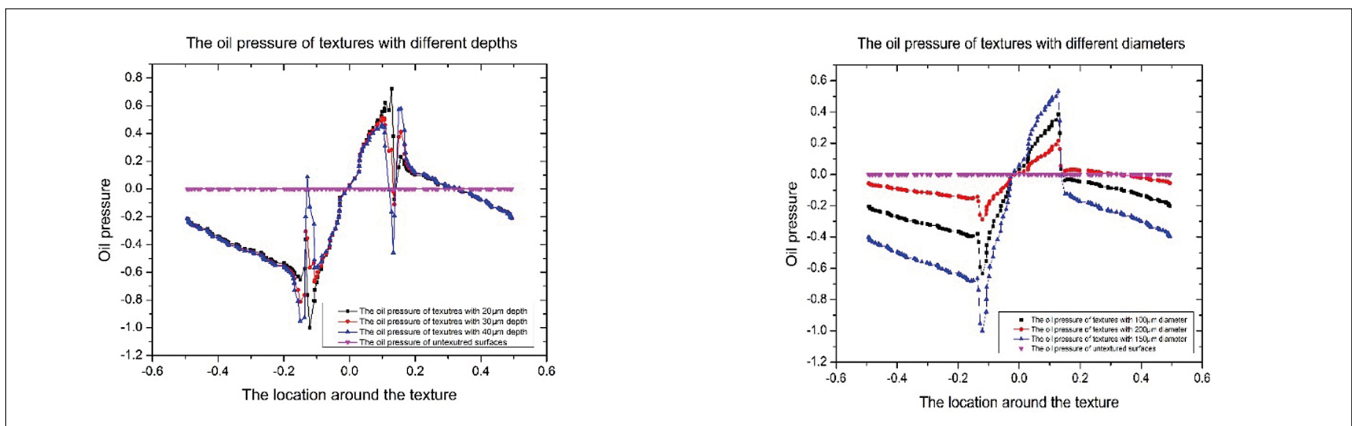 The oil pressure of textures with different depths
0.8
0.6
0.4
0.2
0.0
-0.2
-0.4
-0.6
-0.8
-1.0
-1.2
Oil pressure
The oil pressure of texutres with 20μm depth
The oil pressure of texutres with 30μm depth
The oil pressure of texutres with 40μm depth
The oil pressure of untexutred surfaces
-0.6 -0.4 -0.2 0.0 0.2 0.4 0.6
The location around the texture
The oil pressure of textures with different diameters
0.6
0.4
0.2
0.0
-0.2
-0.4
-0.6
-0.8
-1.0
-1.2
Oil pressure
The oil pressure of textures with 100μm diameter
The oil pressure of textures with 200μm diameter
The oil pressure of textures with 150μm diameter
The oil pressure of untextured surfaces
-0.6 -0.4 -0.2 0.0 0.2 0.4 0.6
The location around the texture